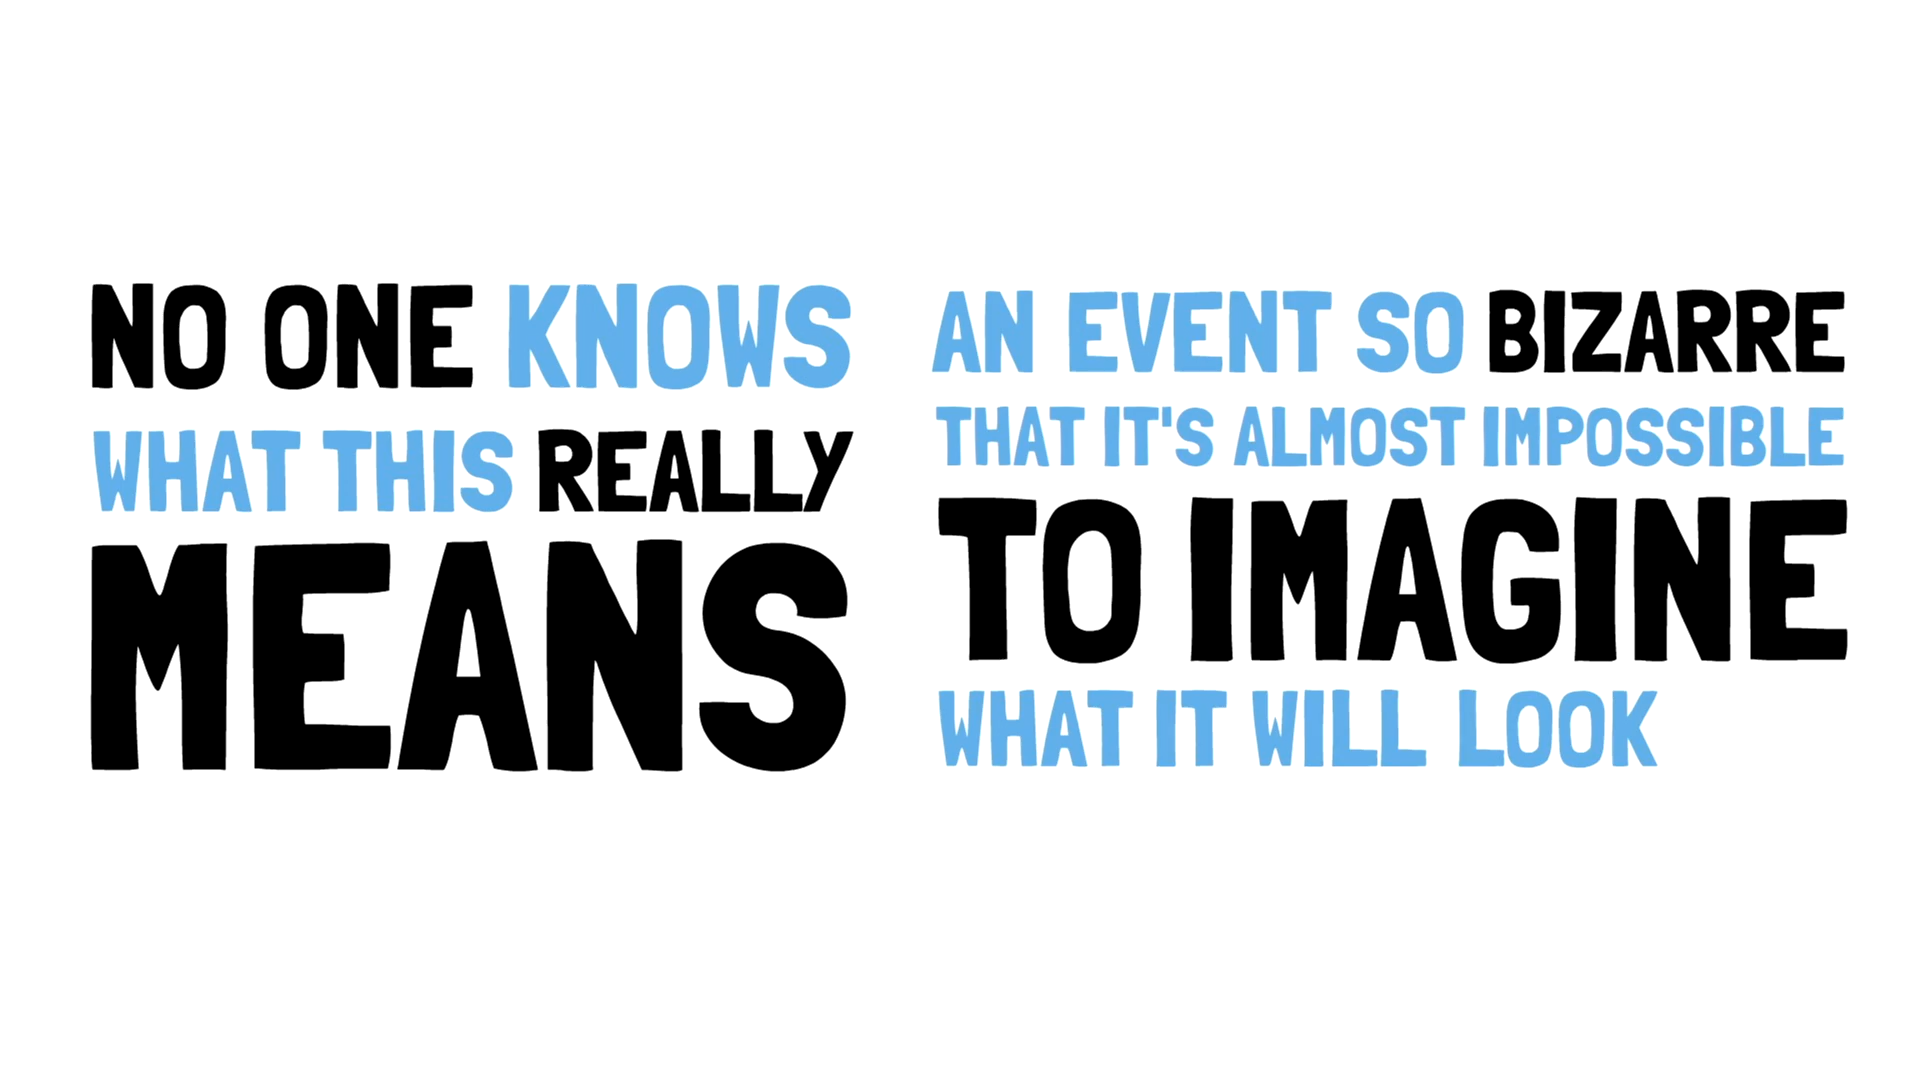 NO ONE KNOWS
WHAT THIS REALLY
MEANS
AN EVENT SO BIZARRE
THAT IT'S ALMOST IMPOSSIBLE
TO IMAGINE
WHAT IT WILL LOOK